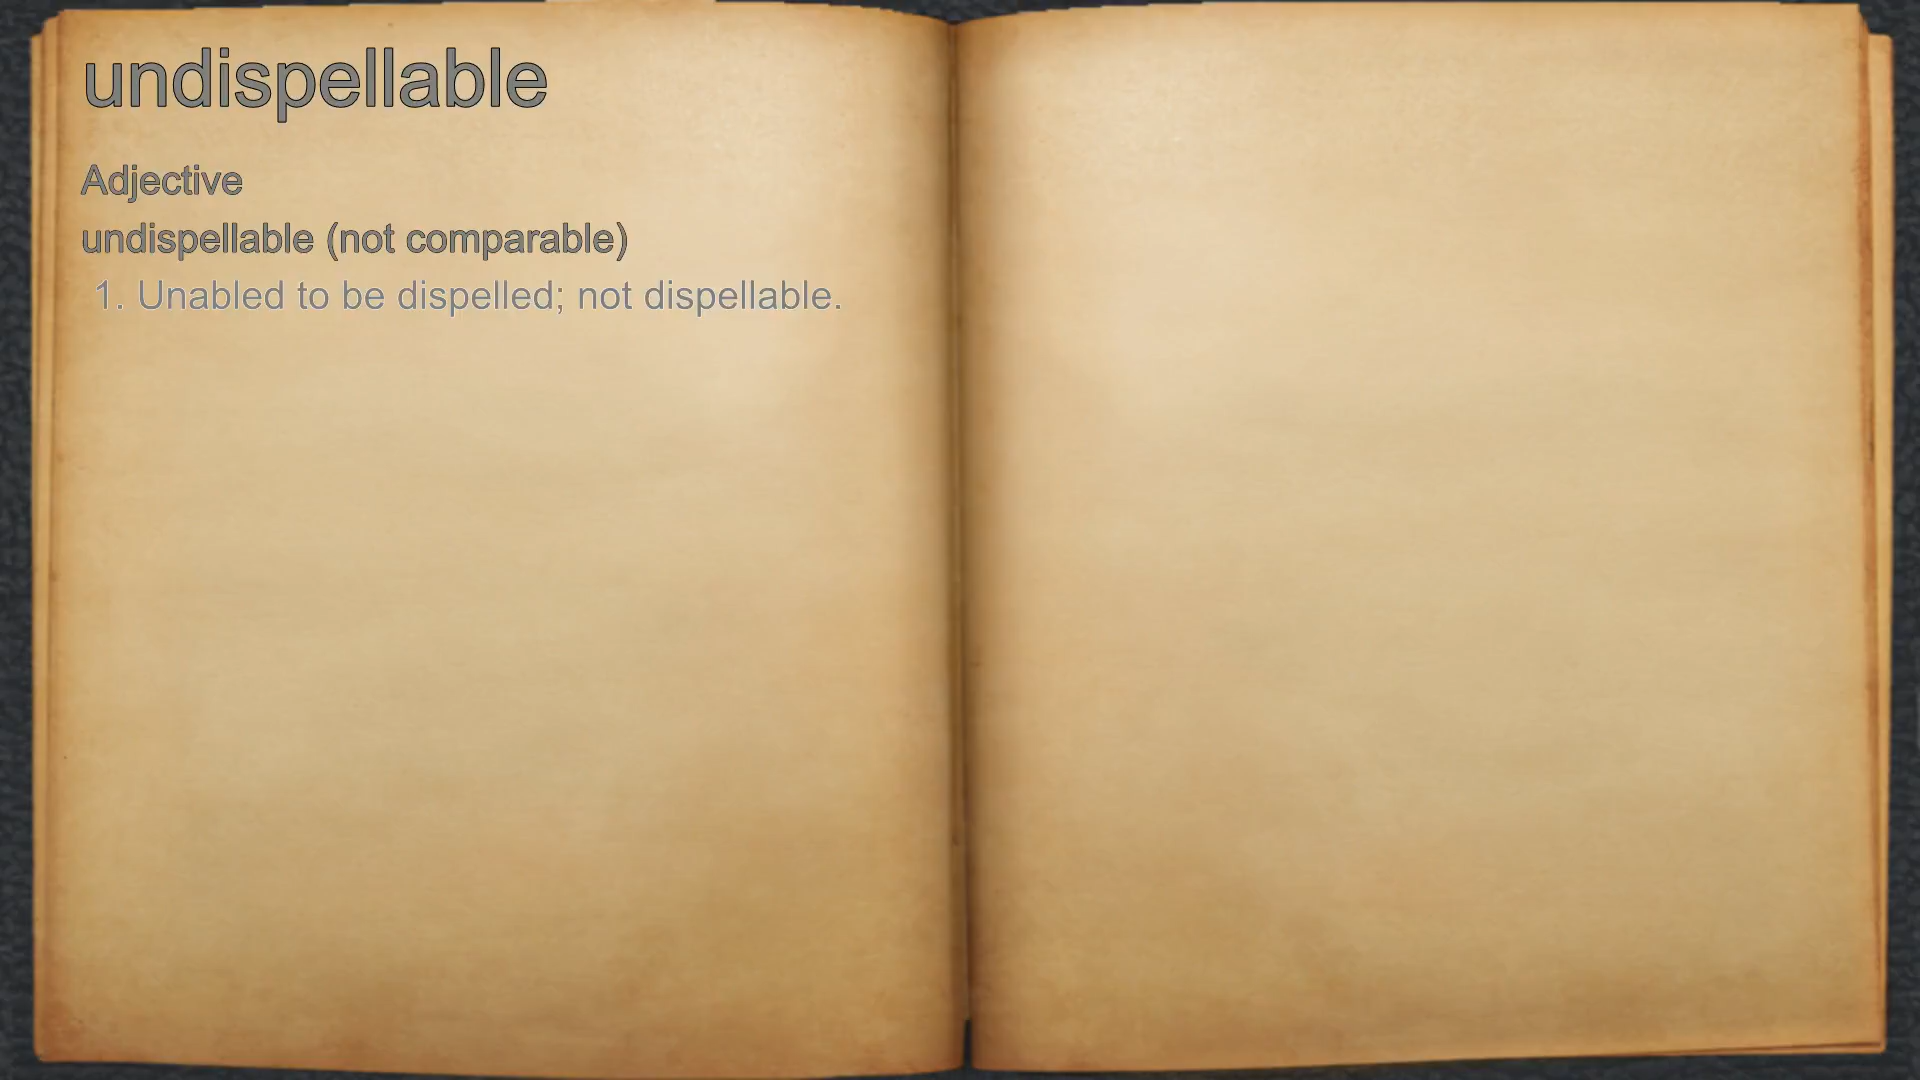 undispellable
Adjective
undispellable (not comparable)
1. Unabled to be dispelled; not dispellable.